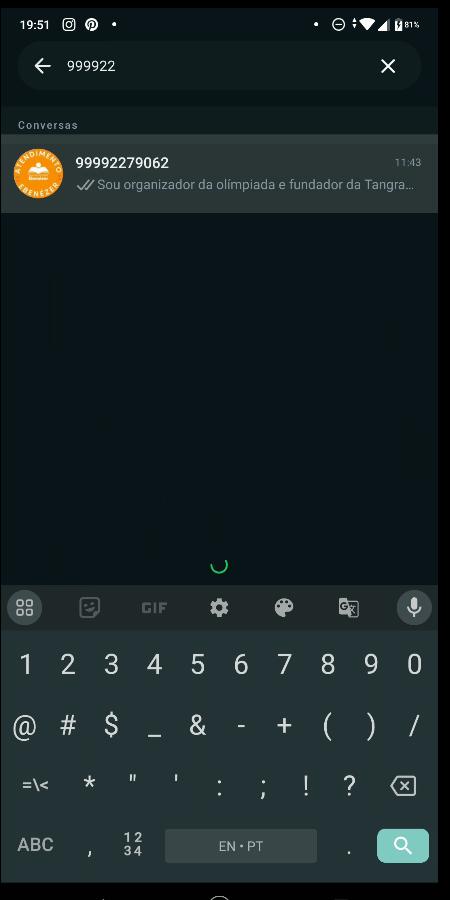 19:51 81%
999922
Conversas
99992279062 11:43
Sou organizador da olímpiada e fundador da Tangra...
ATENDIMENTO
EBENEZER
GIF
1 2 3 4 5 6 7 8 9 0
@ # $ _ & - + ( ) /
=\< * " ' : ; ! ?
ABC , 12 34 EN • PT .